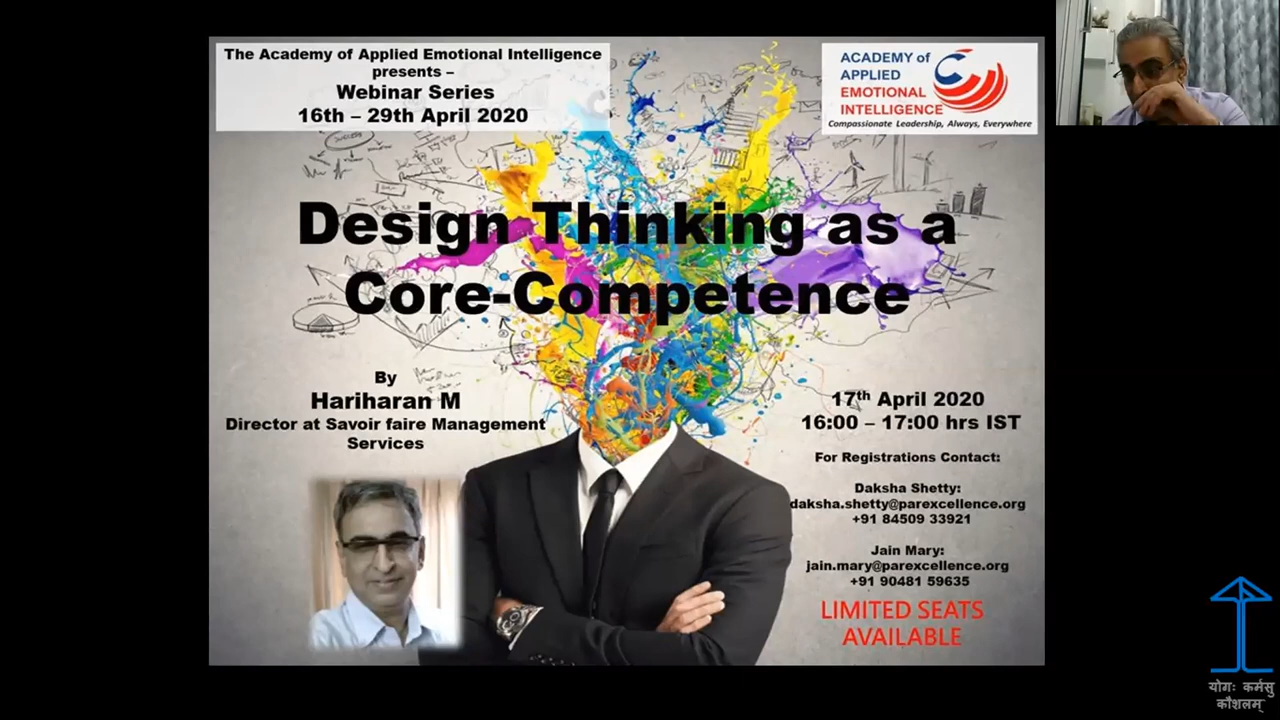 The Academy of Applied Emotional Intelligence
presents –
Webinar Series
16th – 29th April 2020
ACADEMY of
APPLIED
EMOTIONAL
INTELLIGENCE
Compassionate Leadership, Always, Everywhere
Design Thinking as a
Core-Competence
By
Hariharan M
Director at Savoir faire Management
Services
17th April 2020
16:00 – 17:00 hrs IST
For Registrations Contact:
Daksha Shetty:
daksha.shetty@parexcellence.org
+91 84509 33921
Jain Mary:
jain.mary@parexcellence.org
+91 90481 59635
LIMITED SEATS
AVAILABLE
योगः कर्मसु
कौशलम्